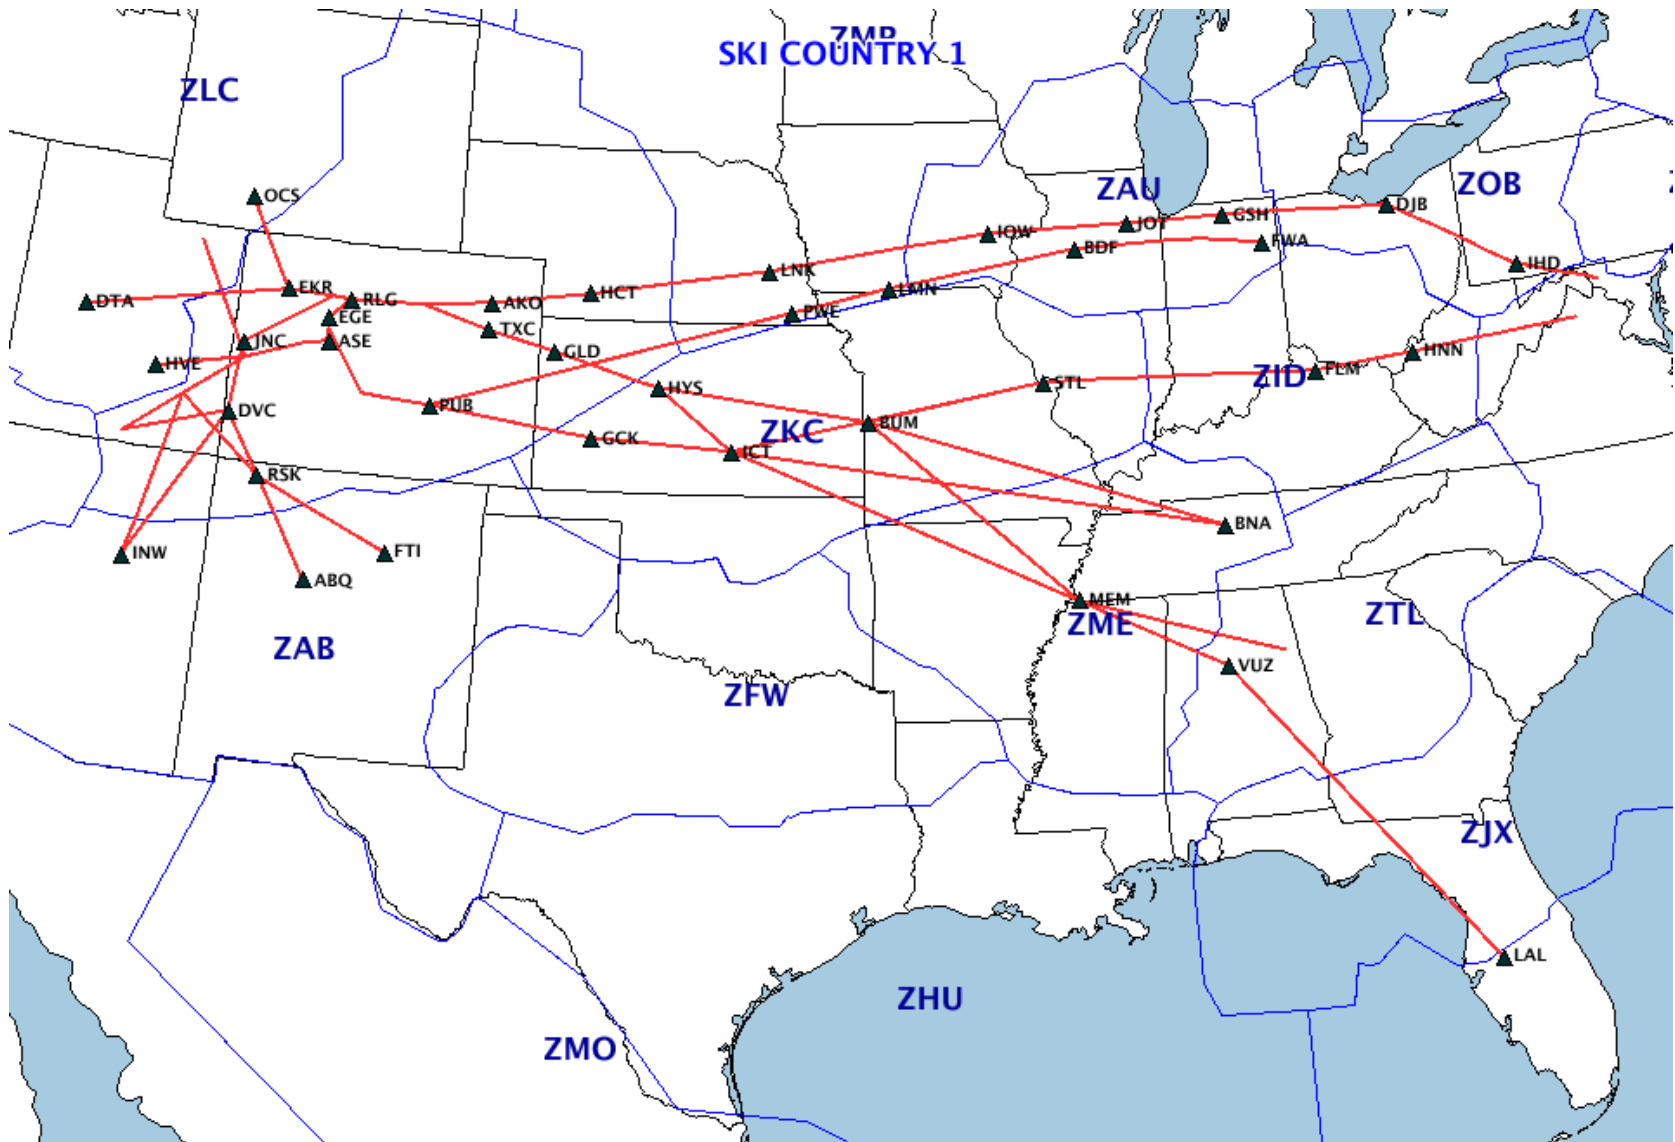 ZMP
SKI COUNTRY 1
ZLC
ZAU
ZOB
OCS
DJB
GSH
JOT
IOW
BDF
FWA
IHD
LNK
EKR
HCT
LMN
DTA
RLG
AKO
PWE
EGE
TXC
JNC
ASE
GLD
HNN
HVE
FLM
ZID
STL
HYS
PUB
DVC
BUM
ZKC
GCK
ICT
RSK
BNA
INW
FTI
ABQ
MEM
ZME
ZTL
ZAB
VUZ
ZFW
ZJX
LAL
ZHU
ZMO